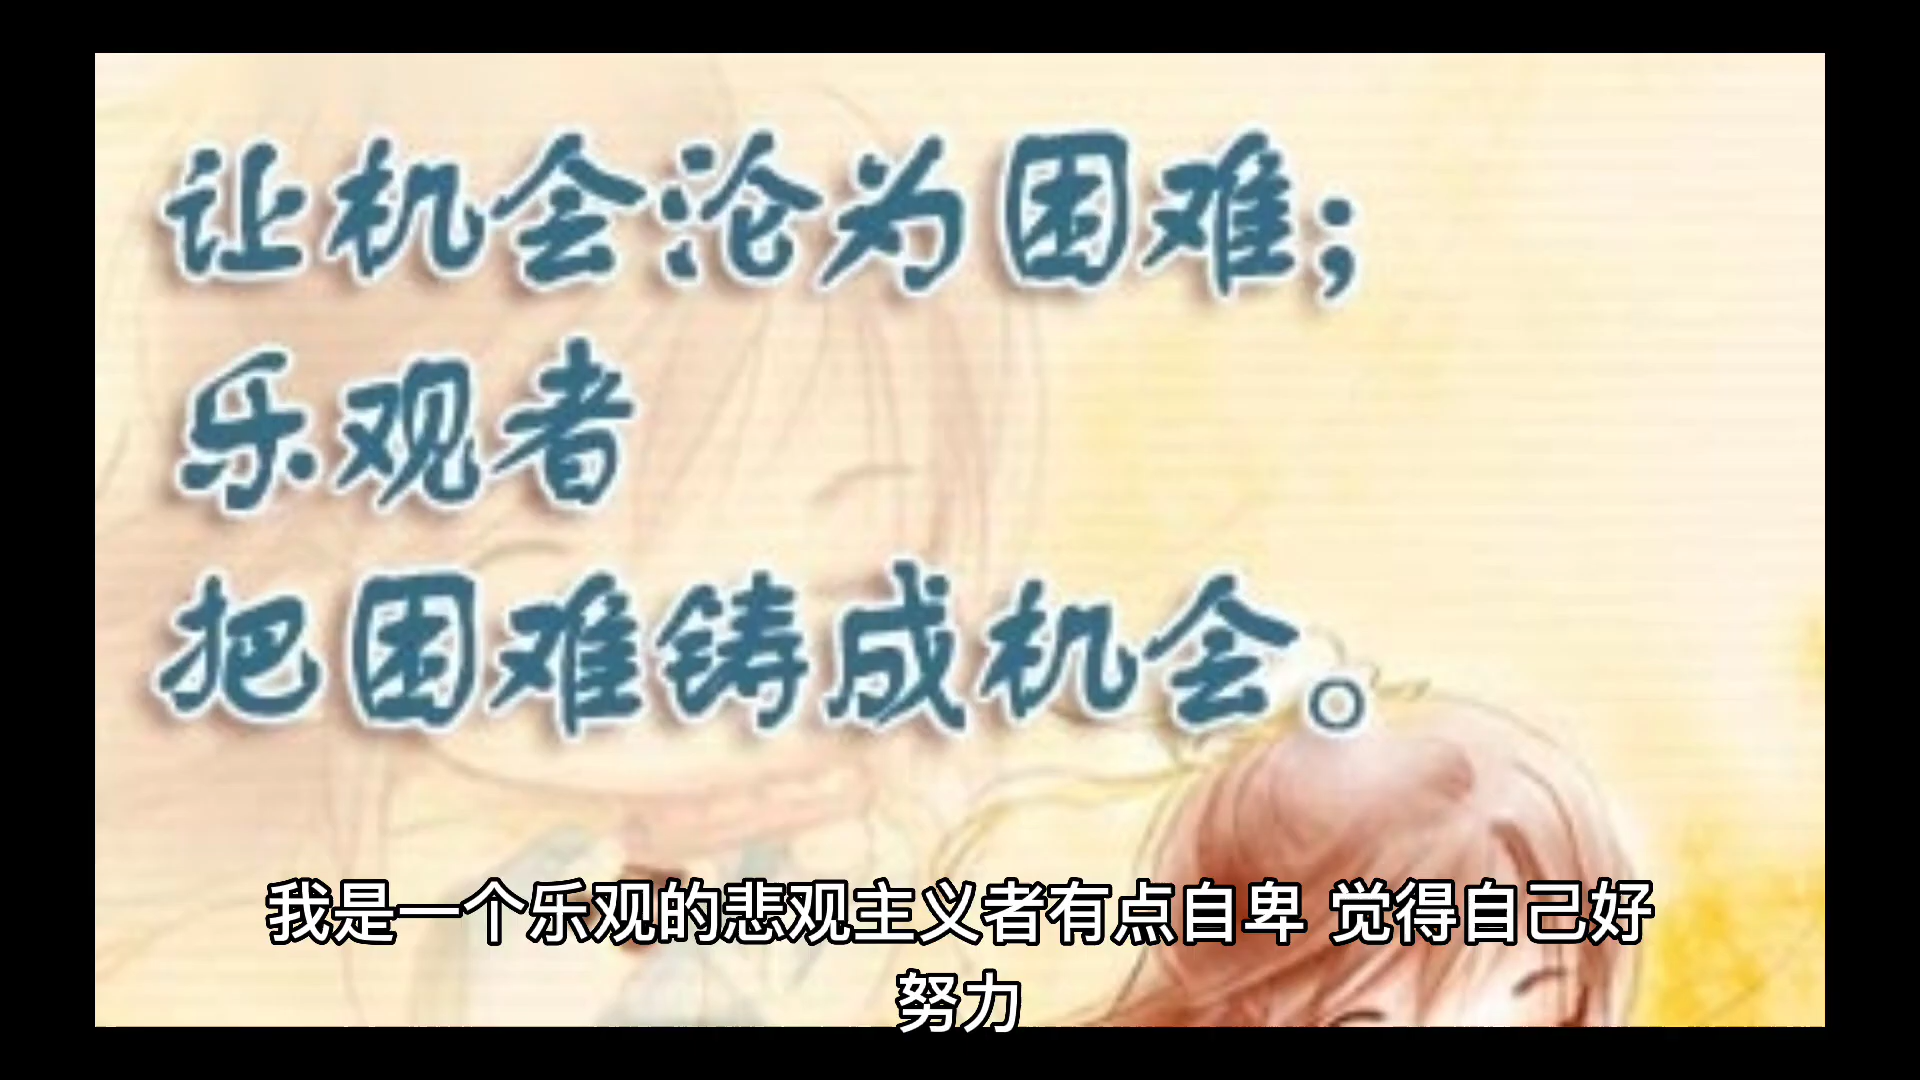 让机会沦为困难；
乐观者
把困难铸成机会。
我是一个乐观的悲观主义者有点自卑 觉得自己好
努力